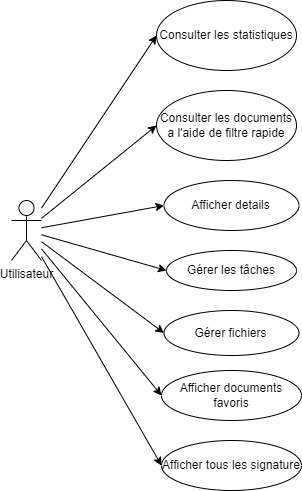 Consulter les statistiques
Consulter les documents
a l'aide de filtre rapide
Afficher details
Utilisateur
Gérer les tâches
Gérer fichiers
Afficher documents
favoris
Afficher tous les signature